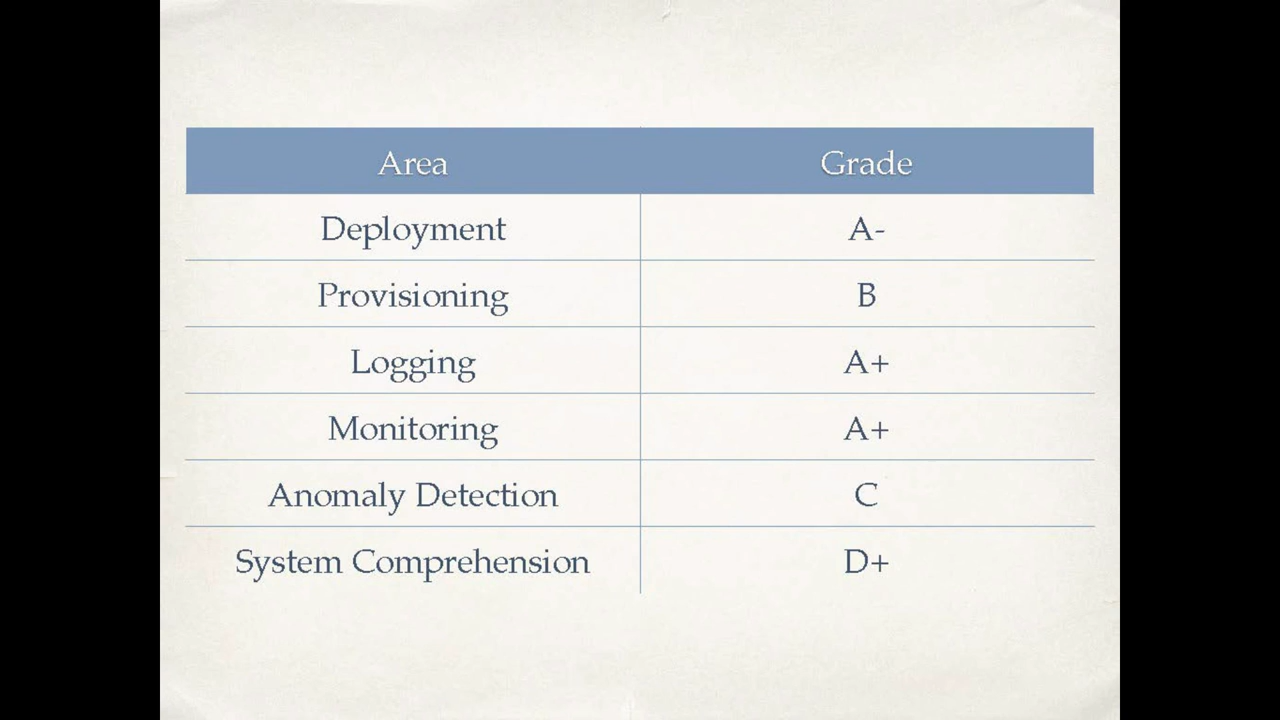 Area Grade
Deployment A-
Provisioning B
Logging A+
Monitoring A+
Anomaly Detection C
System Comprehension D+